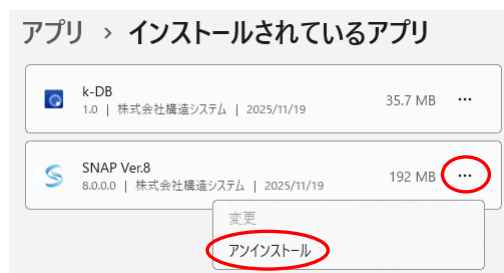 アプリ › インストールされているアプリ
k-DB
35.7 MB ···
1.0 | 株式会社構造システム | 2025/11/19
SNAP Ver.8
192 MB ···
8.0.0.0 | 株式会社構造システム | 2025/11/19
変更
アンインストール